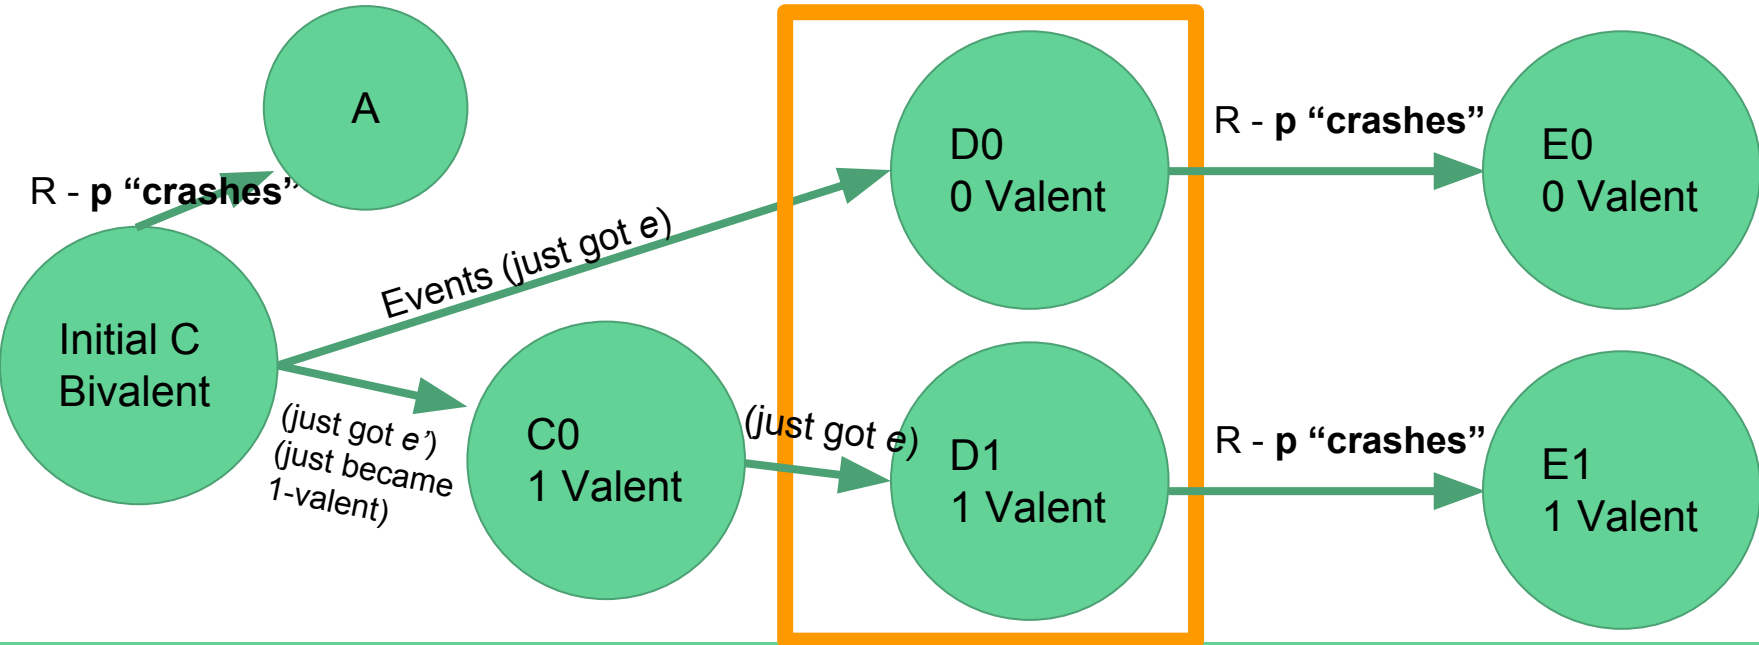 A
R - p “crashes”
Initial C
Bivalent
Events (just got e)
(just got e’)
(just became
1-valent)
C0
1 Valent
(just got e)
D0
0 Valent
D1
1 Valent
R - p “crashes”
E0
0 Valent
R - p “crashes”
E1
1 Valent